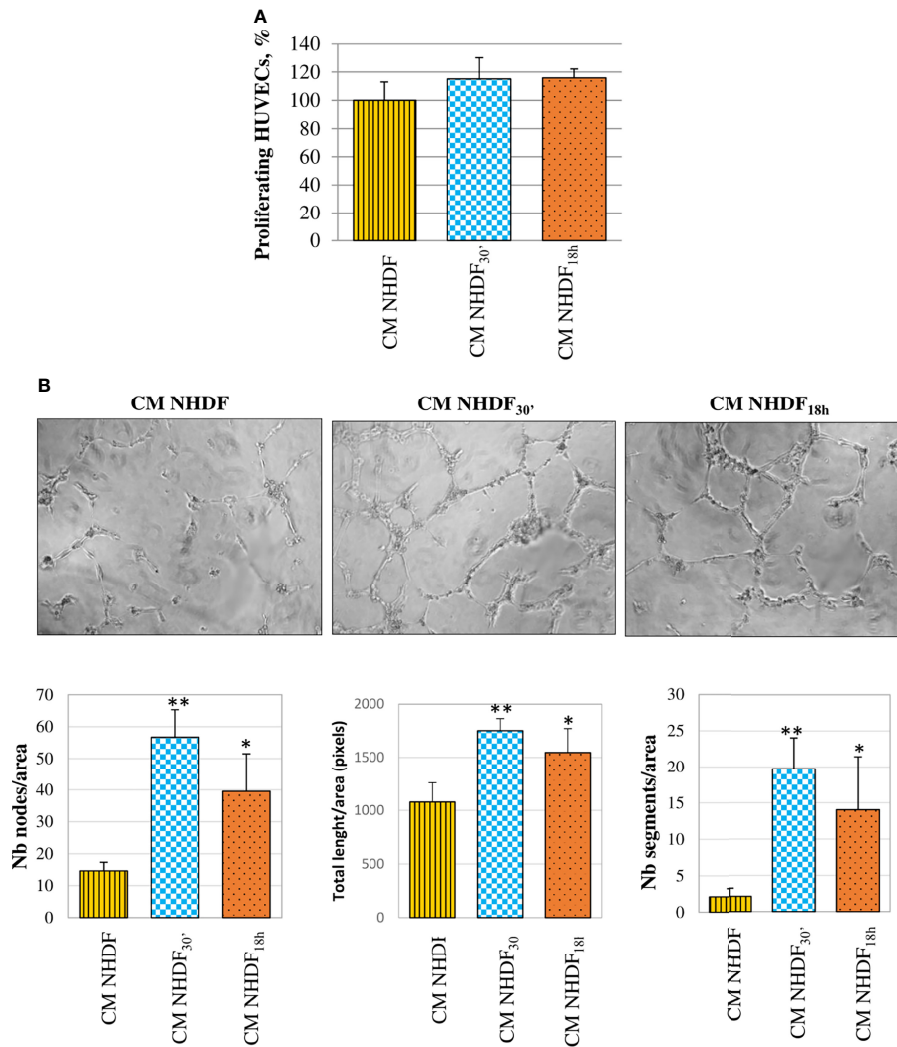 A
Proliferating HUVECs, %
140
120
100
80
60
40
20
0
CM NHDF
CM NHDF30’
CM NHDF18h
B
CM NHDF
CM NHDF30’
CM NHDF18h
Nb nodes/area
70
60
50
40
30
20
10
0
**
*
CM NHDF
CM NHDF30’
CM NHDF18h
Total lenght/area (pixels)
2000
1500
1000
500
0
**
*
CM NHDI
CM NHDF30
CM NHDF18l
Nb segments/area
30
25
20
15
10
5
0
**
*
CM NHDF
CM NHDF30’
CM NHDF18h